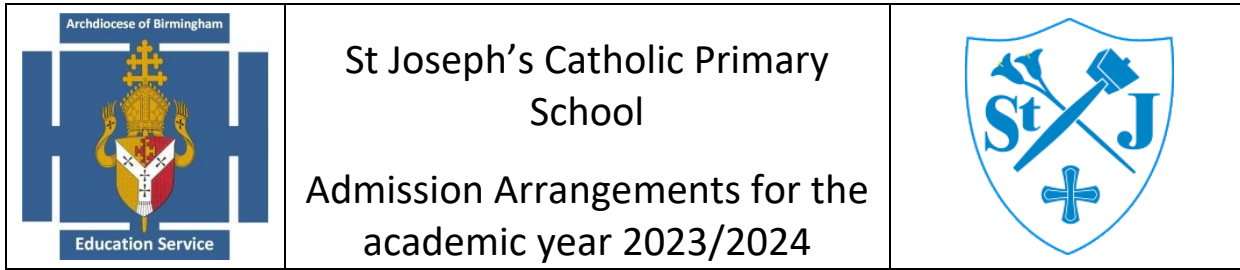 Archdiocese of Birmingham
Education Service
St Joseph’s Catholic Primary
School
Admission Arrangements for the
academic year 2023/2024
St J